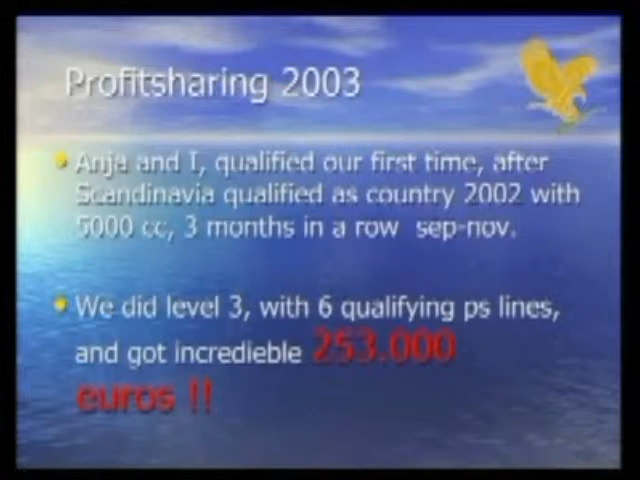 Profitsharing 2003
Anja and I, qualified our first time, after
Scandinavia qualified as country 2002 with
5000 cc, 3 months in a row sep-nov.
We did level 3, with 6 qualifying ps lines,
and got incredieble 253.000
euros !!